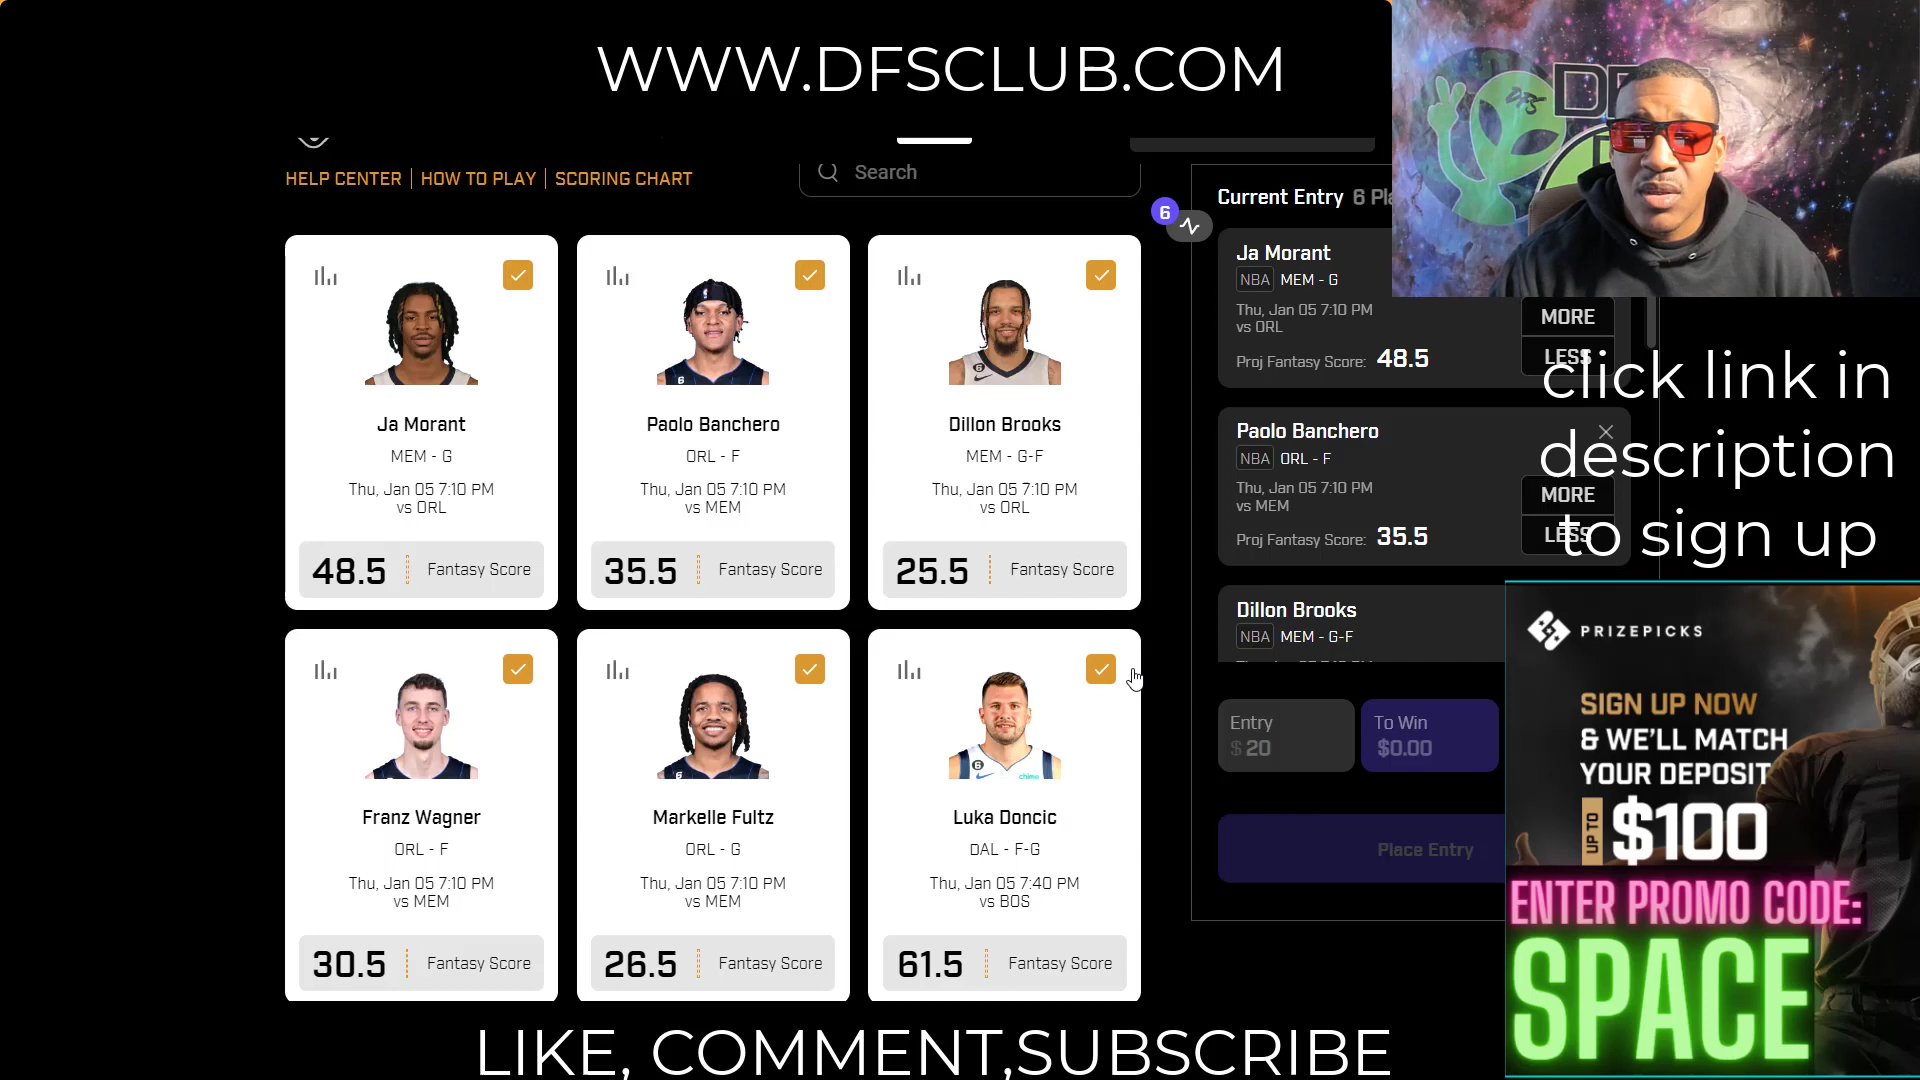 WWW.DFSCLUB.COM
HELP CENTER | HOW TO PLAY | SCORING CHART
Search
Ja Morant
MEM - G
Thu, Jan 05 7:10 PM
vs ORL
48.5 Fantasy Score
Paolo Banchero
ORL - F
Thu, Jan 05 7:10 PM
vs MEM
35.5 Fantasy Score
Dillon Brooks
MEM - G-F
Thu, Jan 05 7:10 PM
vs ORL
25.5 Fantasy Score
Franz Wagner
ORL - F
Thu, Jan 05 7:10 PM
vs MEM
30.5 Fantasy Score
Markelle Fultz
ORL - G
Thu, Jan 05 7:10 PM
vs MEM
26.5 Fantasy Score
Luka Doncic
DAL - F-G
Thu, Jan 05 7:40 PM
vs BOS
61.5 Fantasy Score
6
Current Entry 6
Ja Morant
NBA MEM - G
Thu, Jan 05 7:10 PM
vs ORL
Proj Fantasy Score: 48.5
MORE
LESS
Paolo Banchero
NBA ORL - F
Thu, Jan 05 7:10 PM
vs MEM
Proj Fantasy Score: 35.5
MORE
LESS
Dillon Brooks
NBA MEM - G-F
Entry
$ 20
To Win
$0.00
Place Entry
click link in
description
to sign up
PRIZEPICKS
SIGN UP NOW
& WE'LL MATCH
YOUR DEPOSIT
UP TO $100
ENTER PROMO CODE:
SPACE
LIKE, COMMENT,SUBSCRIBE